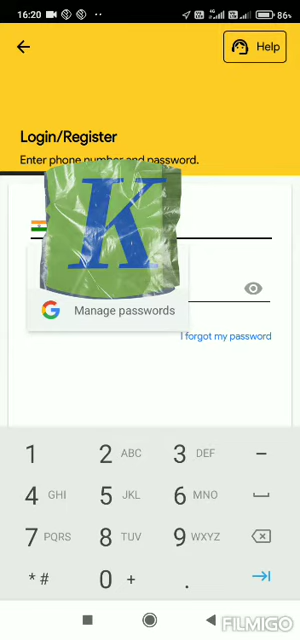 16:20
86%
Help
Login/Register
Enter phone number and password.
K
Manage passwords
I forgot my password
1
2 ABC
3 DEF
4 GHI
5 JKL
6 MNO
7 PQRS
8 TUV
9 WXYZ
* #
0 +
.
FILMIGO